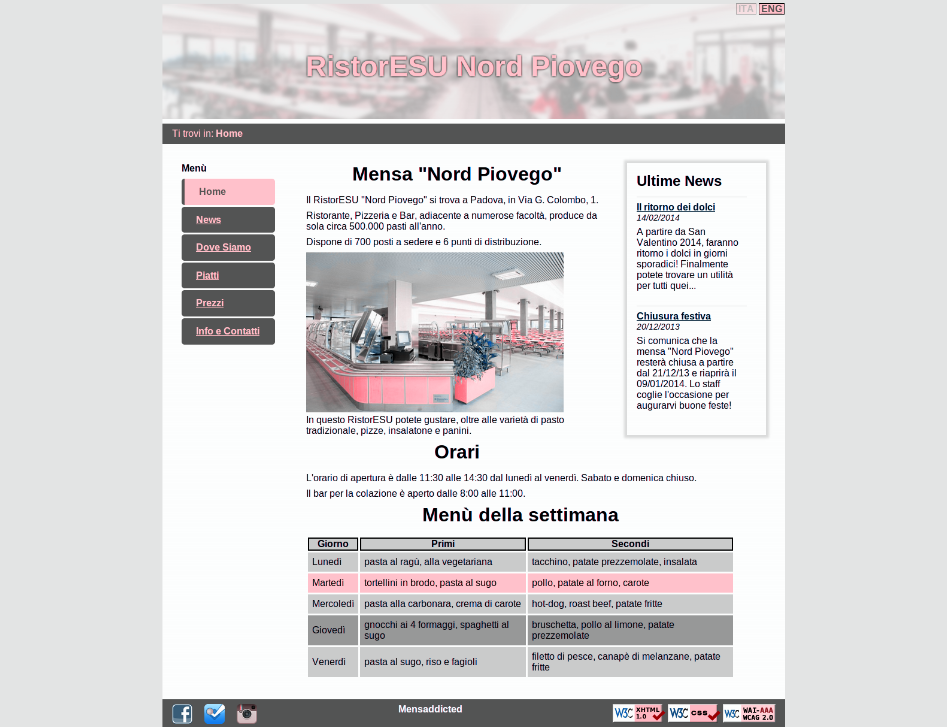 ITA ENG
RistorESU Nord Piovego
Ti trovi in: Home
Menù
Home
News
Dove Siamo
Piatti
Prezzi
Info e Contatti
Mensa "Nord Piovego"
Il RistorESU "Nord Piovego" si trova a Padova, in Via G. Colombo, 1.
Ristorante, Pizzeria e Bar, adiacente a numerose facoltà, produce da
sola circa 500.000 pasti all'anno.
Dispone di 700 posti a sedere e 6 punti di distribuzione.
In questo RistorESU potete gustare, oltre alle varietà di pasto
tradizionale, pizze, insalatone e panini.
Ultime News
Il ritorno dei dolci
14/02/2014
A partire da San
Valentino 2014, faranno
ritorno i dolci in giorni
sporadici! Finalmente
potete trovare un utilità
per tutti quei...
Chiusura festiva
20/12/2013
Si comunica che la
mensa "Nord Piovego"
resterà chiusa a partire
dal 21/12/13 e riaprirà il
09/01/2014. Lo staff
coglie l'occasione per
augurarvi buone feste!
Orari
L'orario di apertura è dalle 11:30 alle 14:30 dal lunedì al venerdì. Sabato e domenica chiuso.
Il bar per la colazione è aperto dalle 8:00 alle 11:00.
Menù della settimana
Giorno Primi Secondi
Lunedì pasta al ragù, alla vegetariana tacchino, patate prezzemolate, insalata
Martedì tortellini in brodo, pasta al sugo pollo, patate al forno, carote
Mercoledì pasta alla carbonara, crema di carote hot-dog, roast beef, patate fritte
Giovedì gnocchi ai 4 formaggi, spaghetti al
sugo bruschetta, pollo al limone, patate
prezzemolate
Venerdì pasta al sugo, riso e fagioli filetto di pesce, canapè di melanzane, patate
fritte
Mensaddicted
W3C XHTML 1.0 W3C CSS W3C WAI-AAA WCAG 2.0